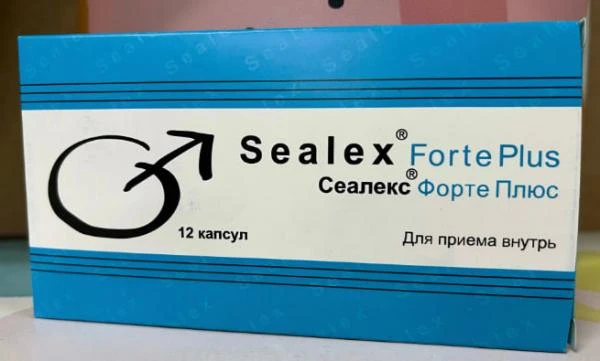 Sealex® Forte Plus
Сеалекс® Форте Плюс
12 капсул
Для приема внутрь